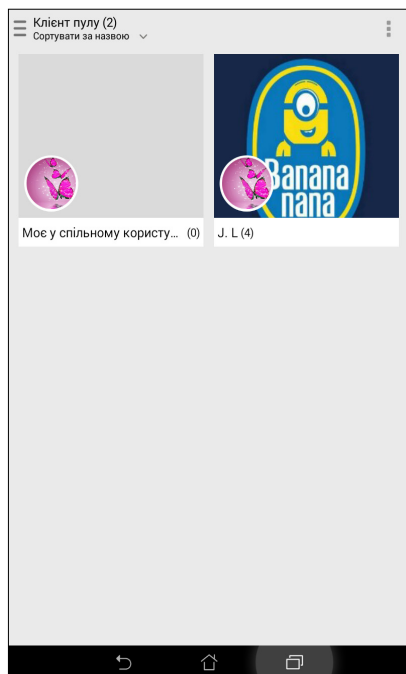 Клієнт пулу (2)
Сортувати за назвою
Banana
nana
Моє у спільному користу... (0)
J. L (4)